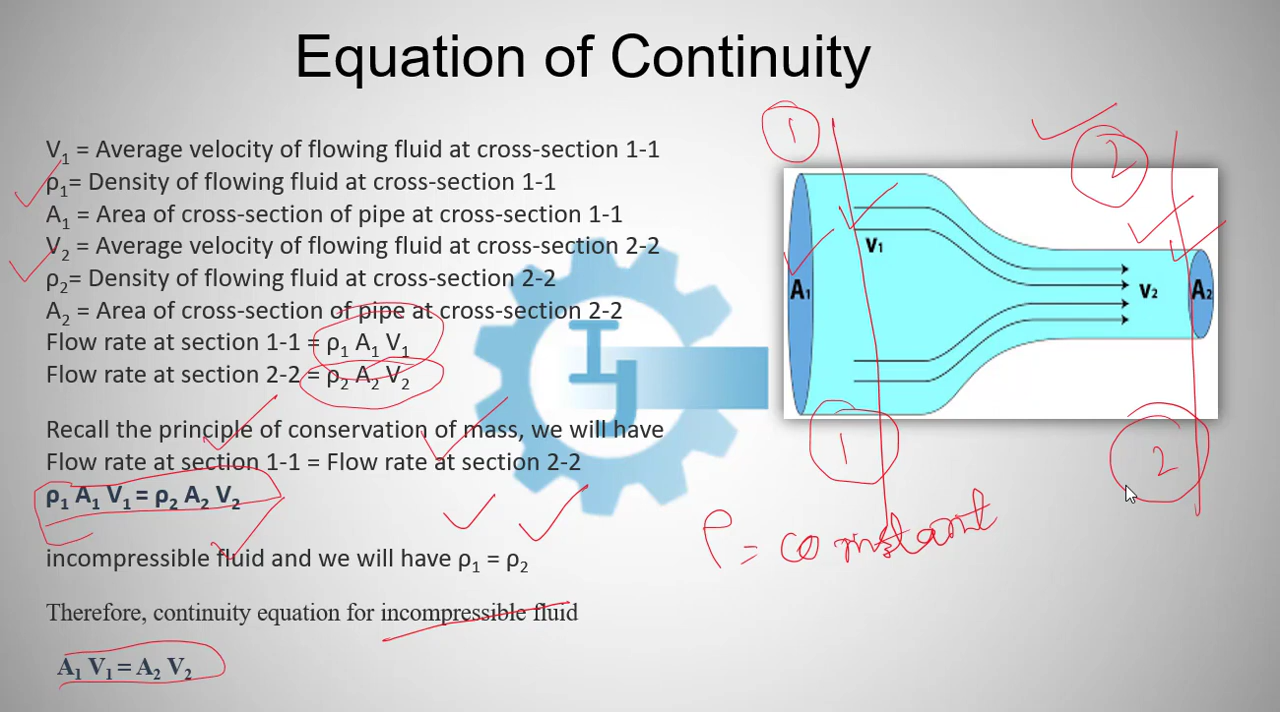 Equation of Continuity
V₁ = Average velocity of flowing fluid at cross-section 1-1
ρ₁= Density of flowing fluid at cross-section 1-1
A₁ = Area of cross-section of pipe at cross-section 1-1
V₂ = Average velocity of flowing fluid at cross-section 2-2
ρ₂= Density of flowing fluid at cross-section 2-2
A₂ = Area of cross-section of pipe at cross-section 2-2
Flow rate at section 1-1 = ρ₁ A₁ V₁
Flow rate at section 2-2 = ρ₂ A₂ V₂
Recall the principle of conservation of mass, we will have
Flow rate at section 1-1 = Flow rate at section 2-2
ρ₁ A₁ V₁ = ρ₂ A₂ V₂
incompressible fluid and we will have ρ₁ = ρ₂
Therefore, continuity equation for incompressible fluid
A₁ V₁ = A₂ V₂
1
2
V₁
A₁
V₂
A₂
1
2
ρ = constant